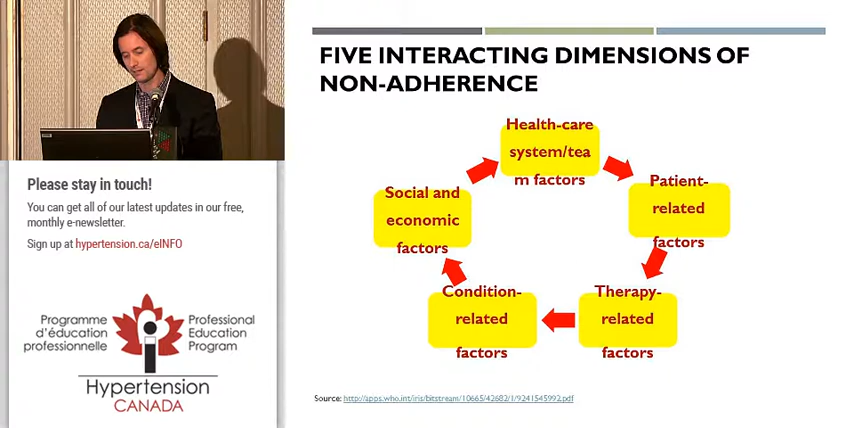 FIVE INTERACTING DIMENSIONS OF
NON-ADHERENCE
Health-care
system/tea
m factors
Patient-
related
factors
Therapy-
related
factors
Condition-
related
factors
Social and
economic
factors
Source: http://apps.who.int/iris/bitstream/10665/42682/1/9241545992.pdf
Please stay in touch!
You can get all of our latest updates in our free,
monthly e-newsletter.
Sign up at hypertension.ca/eINFO
Programme
d'éducation
professionnelle
Professional
Education
Program
Hypertension
CANADA